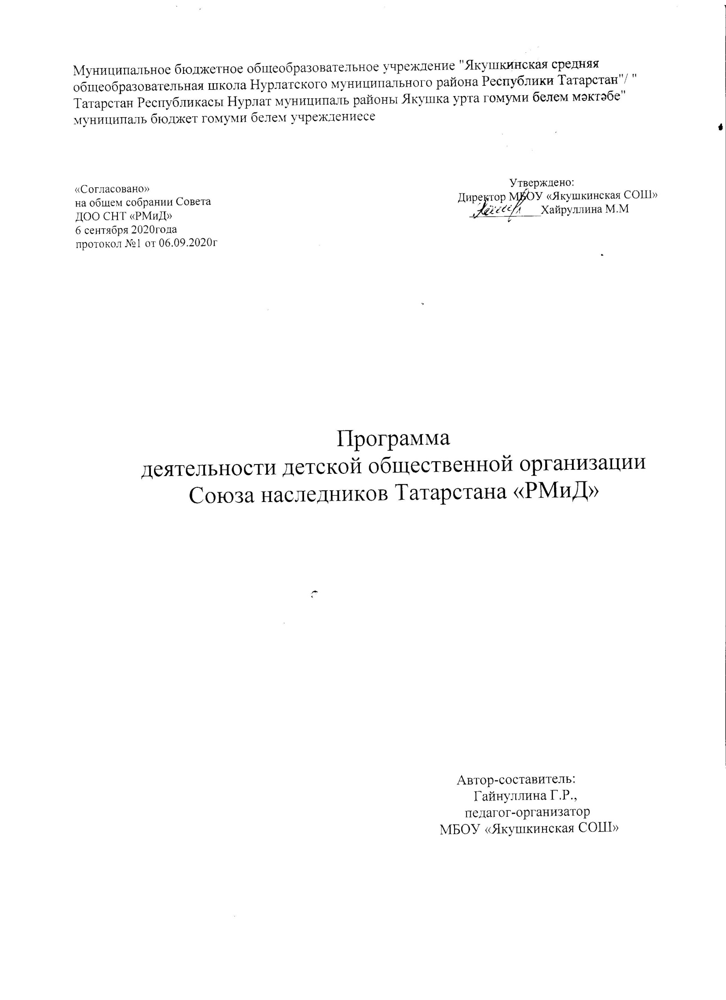 Муниципальное бюджетное общеобразовательное учреждение "Якушкинская средняя
общеобразовательная школа Нурлатского муниципального района Республики Татарстан"/ "
Татарстан Республикасы Нурлат муниципаль районы Якушка урта гомуми белем мәктәбе"
муниципаль бюджет гомуми белем учреждениесе
«Согласовано»
на общем собрании Совета
ДОО СНТ «РМиД»
6 сентября 2020года
протокол №1 от 06.09.2020г
Утверждено:
Директор МБОУ «Якушкинская СОШ»
Хайруллина М.М
Программа
деятельности детской общественной организации
Союза наследников Татарстана «РМиД»
Автор-составитель:
Гайнуллина Г.Р.,
педагог-организатор
МБОУ «Якушкинская СОШ»